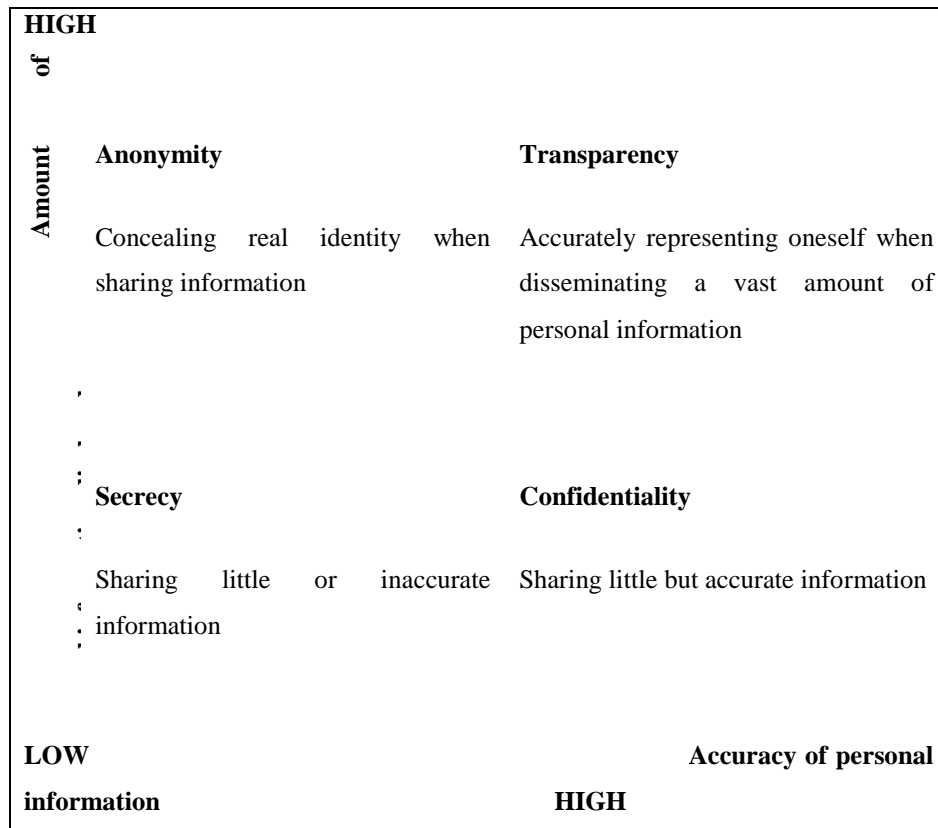 HIGH
Amount of
Anonymity
Transparency
Concealing real identity when
sharing information
Accurately representing oneself when
disseminating a vast amount of
personal information
Secrecy
Confidentiality
Sharing little or inaccurate
information
Sharing little but accurate information
LOW Accuracy of personal
information HIGH